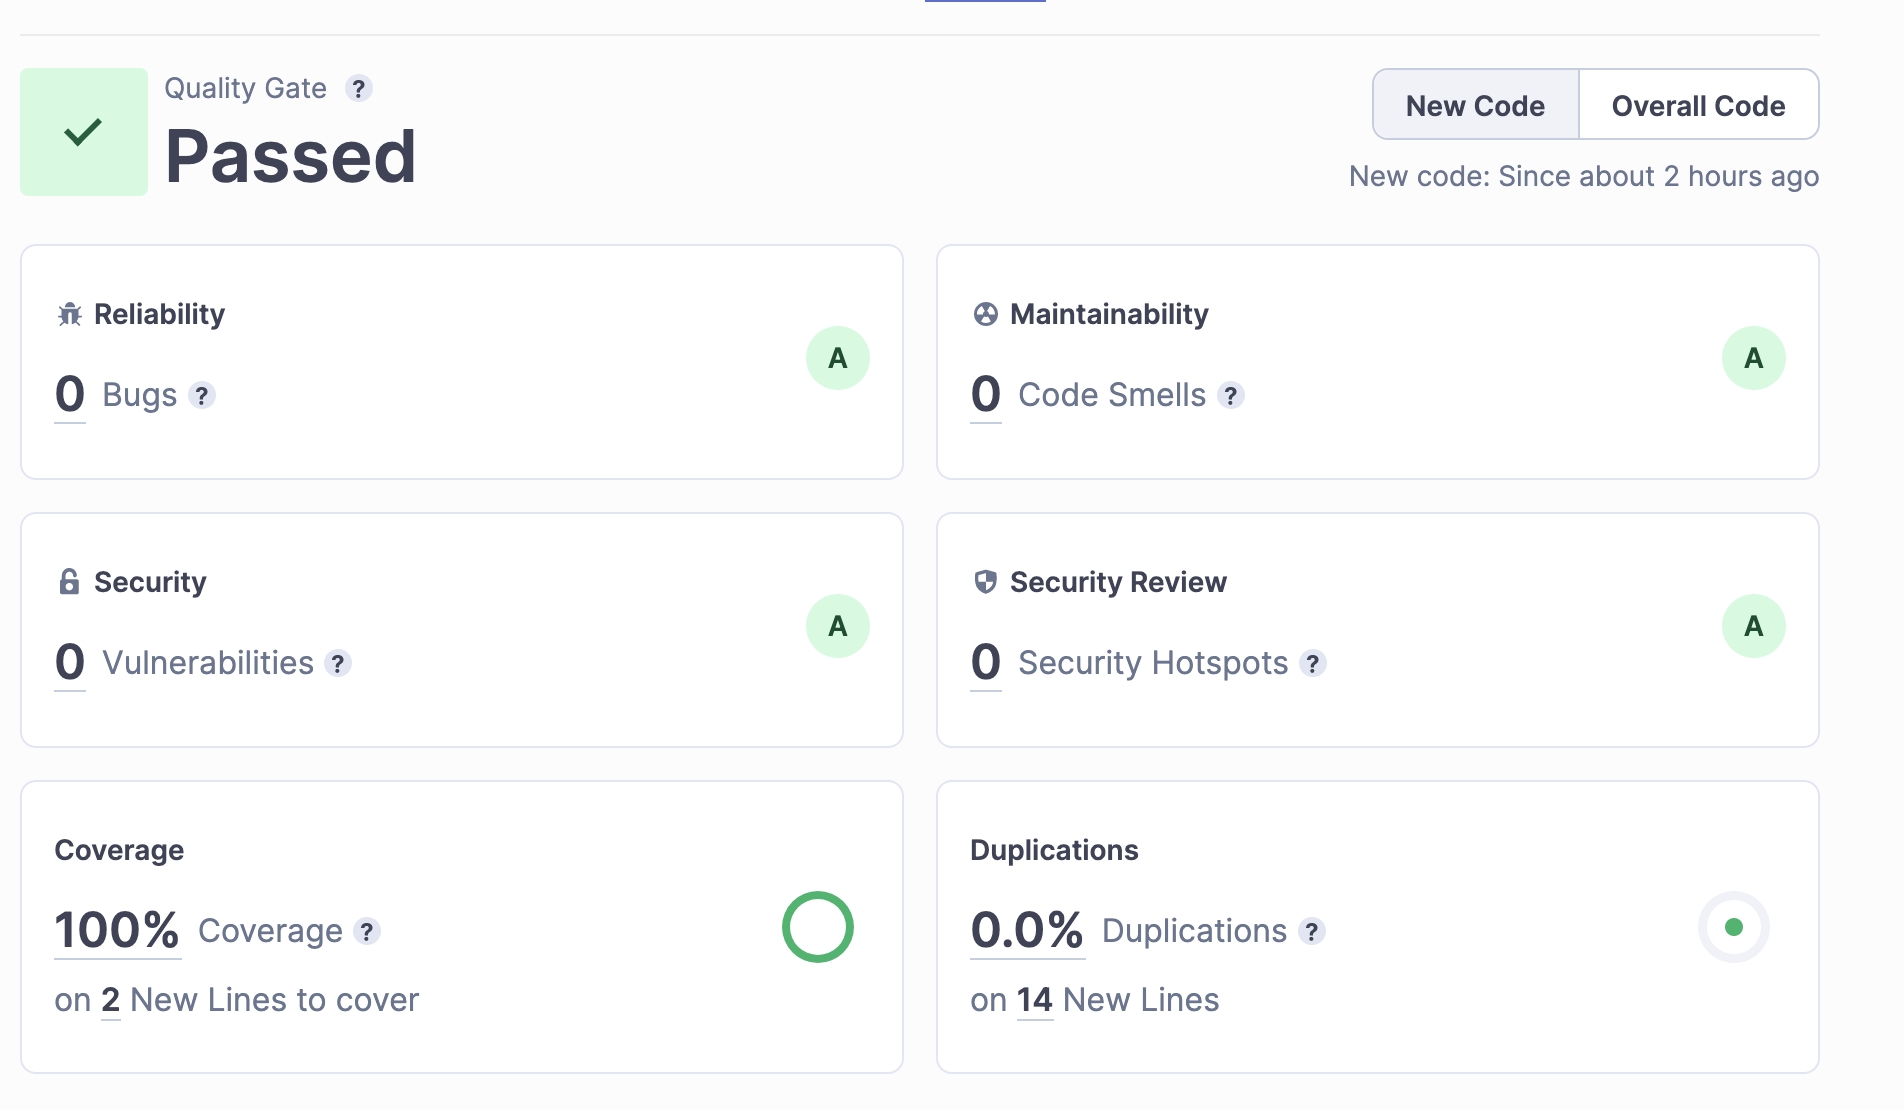 Quality Gate ?
Passed
New Code Overall Code
New code: Since about 2 hours ago
Reliability
0 Bugs ?
A
Maintainability
0 Code Smells ?
A
Security
0 Vulnerabilities ?
A
Security Review
0 Security Hotspots ?
A
Coverage
100% Coverage ?
on 2 New Lines to cover
Duplications
0.0% Duplications ?
on 14 New Lines